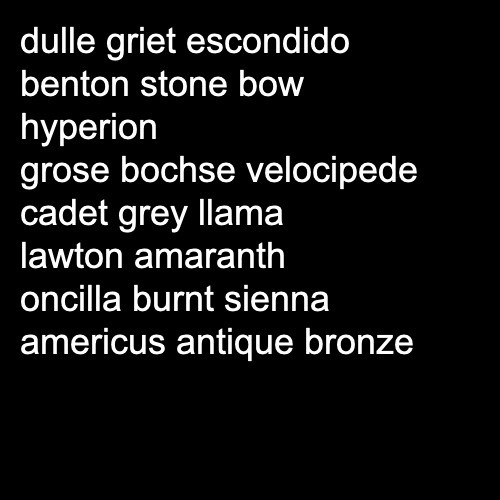 dulle griet escondido
benton stone bow
hyperion
grose bochse velocipede
cadet grey llama
lawton amaranth
oncilla burnt sienna
americus antique bronze